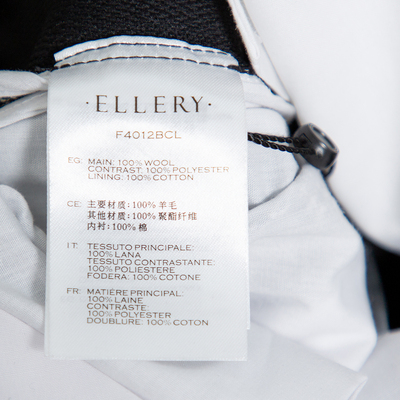 ·ELLERY·
F4012BCL
EG: MAIN: 100% WOOL
CONTRAST: 100% POLYESTER
LINING: 100% COTTON
CE: 主要材质:100% 羊毛
其他材质:100% 聚酯纤维
内衬:100% 棉
IT: TESSUTO PRINCIPALE:
100% LANA
TESSUTO CONTRASTANTE:
100% POLIESTERE
FODERA: 100% COTONE
FR: MATIÈRE PRINCIPAL:
100% LAINE
CONTRASTE:
100% POLYESTER
DOUBLURE: 100% COTON